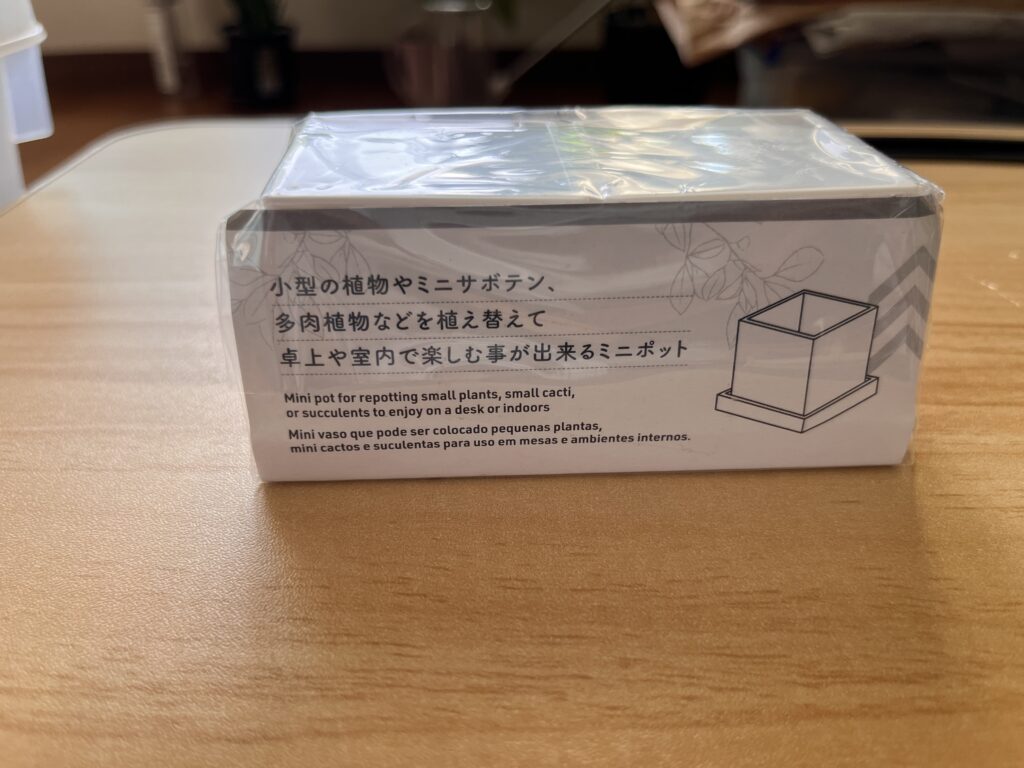 小型の植物やミニサボテン、
多肉植物などを植え替えて
卓上や室内で楽しむ事が出来るミニポット
Mini pot for repotting small plants, small cacti,
or succulents to enjoy on a desk or indoors
Mini vaso que pode ser colocado pequenas plantas,
mini cactos e suculentas para uso em mesas e ambientes internos.